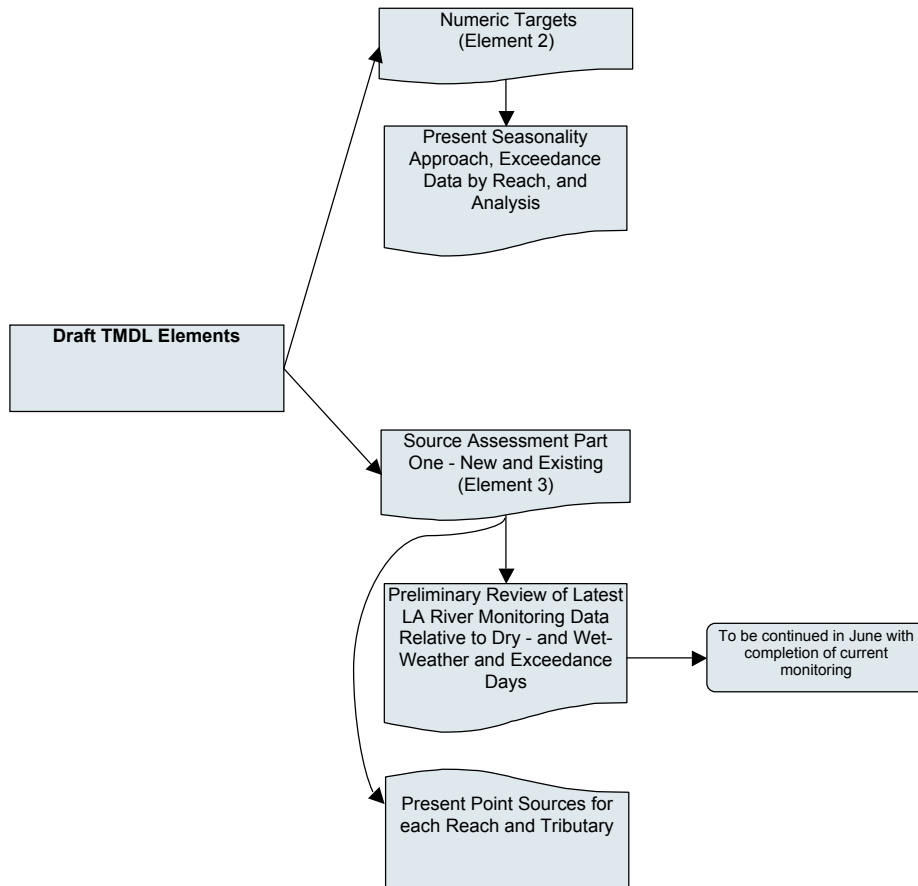 Numeric Targets
(Element 2)
Present Seasonality
Approach, Exceedance
Data by Reach, and
Analysis
Draft TMDL Elements
Source Assessment Part
One - New and Existing
(Element 3)
Preliminary Review of Latest
LA River Monitoring Data
Relative to Dry - and Wet-
Weather and Exceedance
Days
To be continued in June with
completion of current
monitoring
Present Point Sources for
each Reach and Tributary